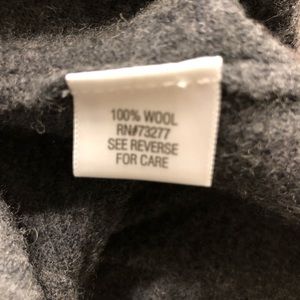 100% WOOL
RN#73277
SEE REVERSE
FOR CARE